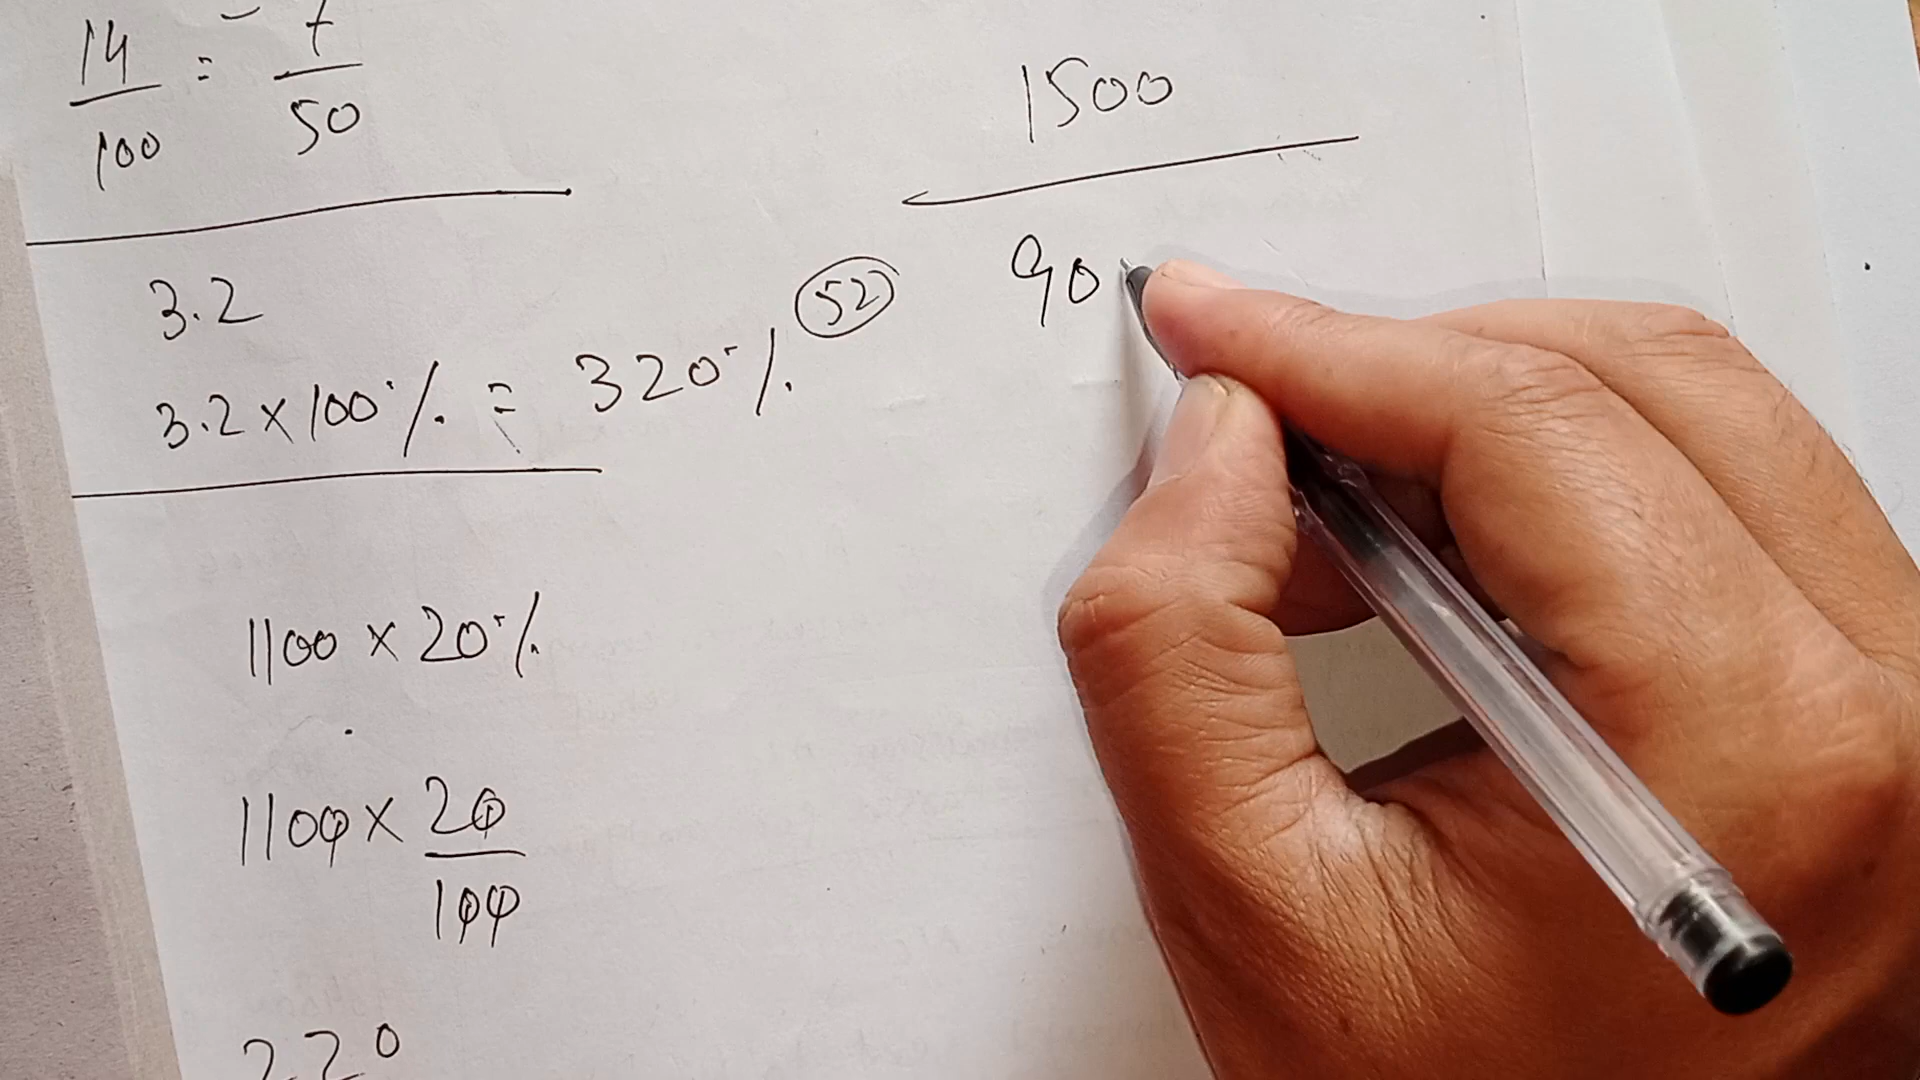 14/100 = 7/50
3.2
3.2 × 100% = 320%
52
1100 × 20%
1100 × 20/100
220
1500
90